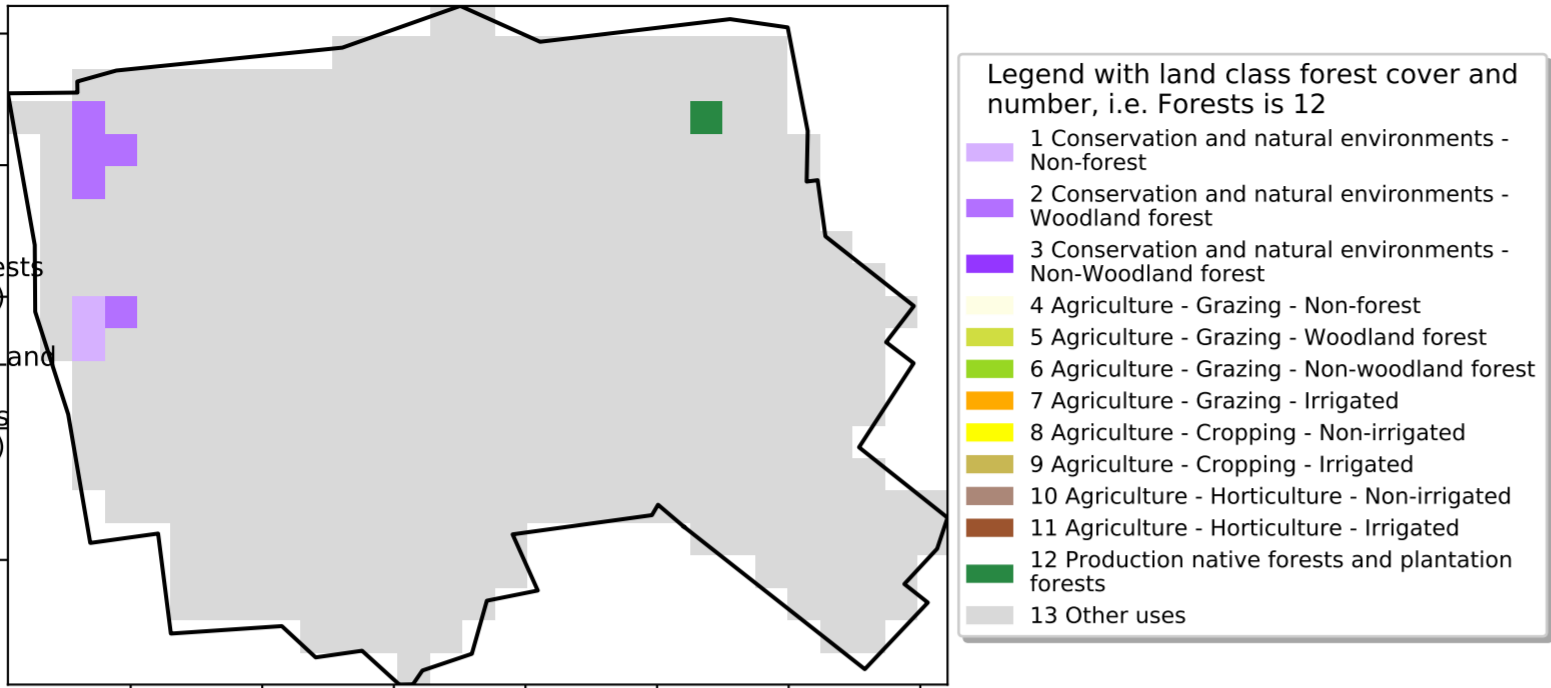 ests
)
Land
s
)
Legend with land class forest cover and
number, i.e. Forests is 12
1 Conservation and natural environments -
Non-forest
2 Conservation and natural environments -
Woodland forest
3 Conservation and natural environments -
Non-Woodland forest
4 Agriculture - Grazing - Non-forest
5 Agriculture - Grazing - Woodland forest
6 Agriculture - Grazing - Non-woodland forest
7 Agriculture - Grazing - Irrigated
8 Agriculture - Cropping - Non-irrigated
9 Agriculture - Cropping - Irrigated
10 Agriculture - Horticulture - Non-irrigated
11 Agriculture - Horticulture - Irrigated
12 Production native forests and plantation
forests
13 Other uses